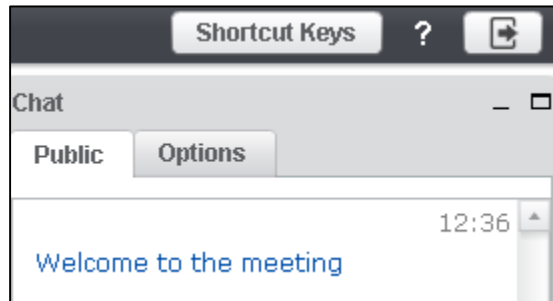 Shortcut Keys ?
Chat
Public Options
12:36
Welcome to the meeting